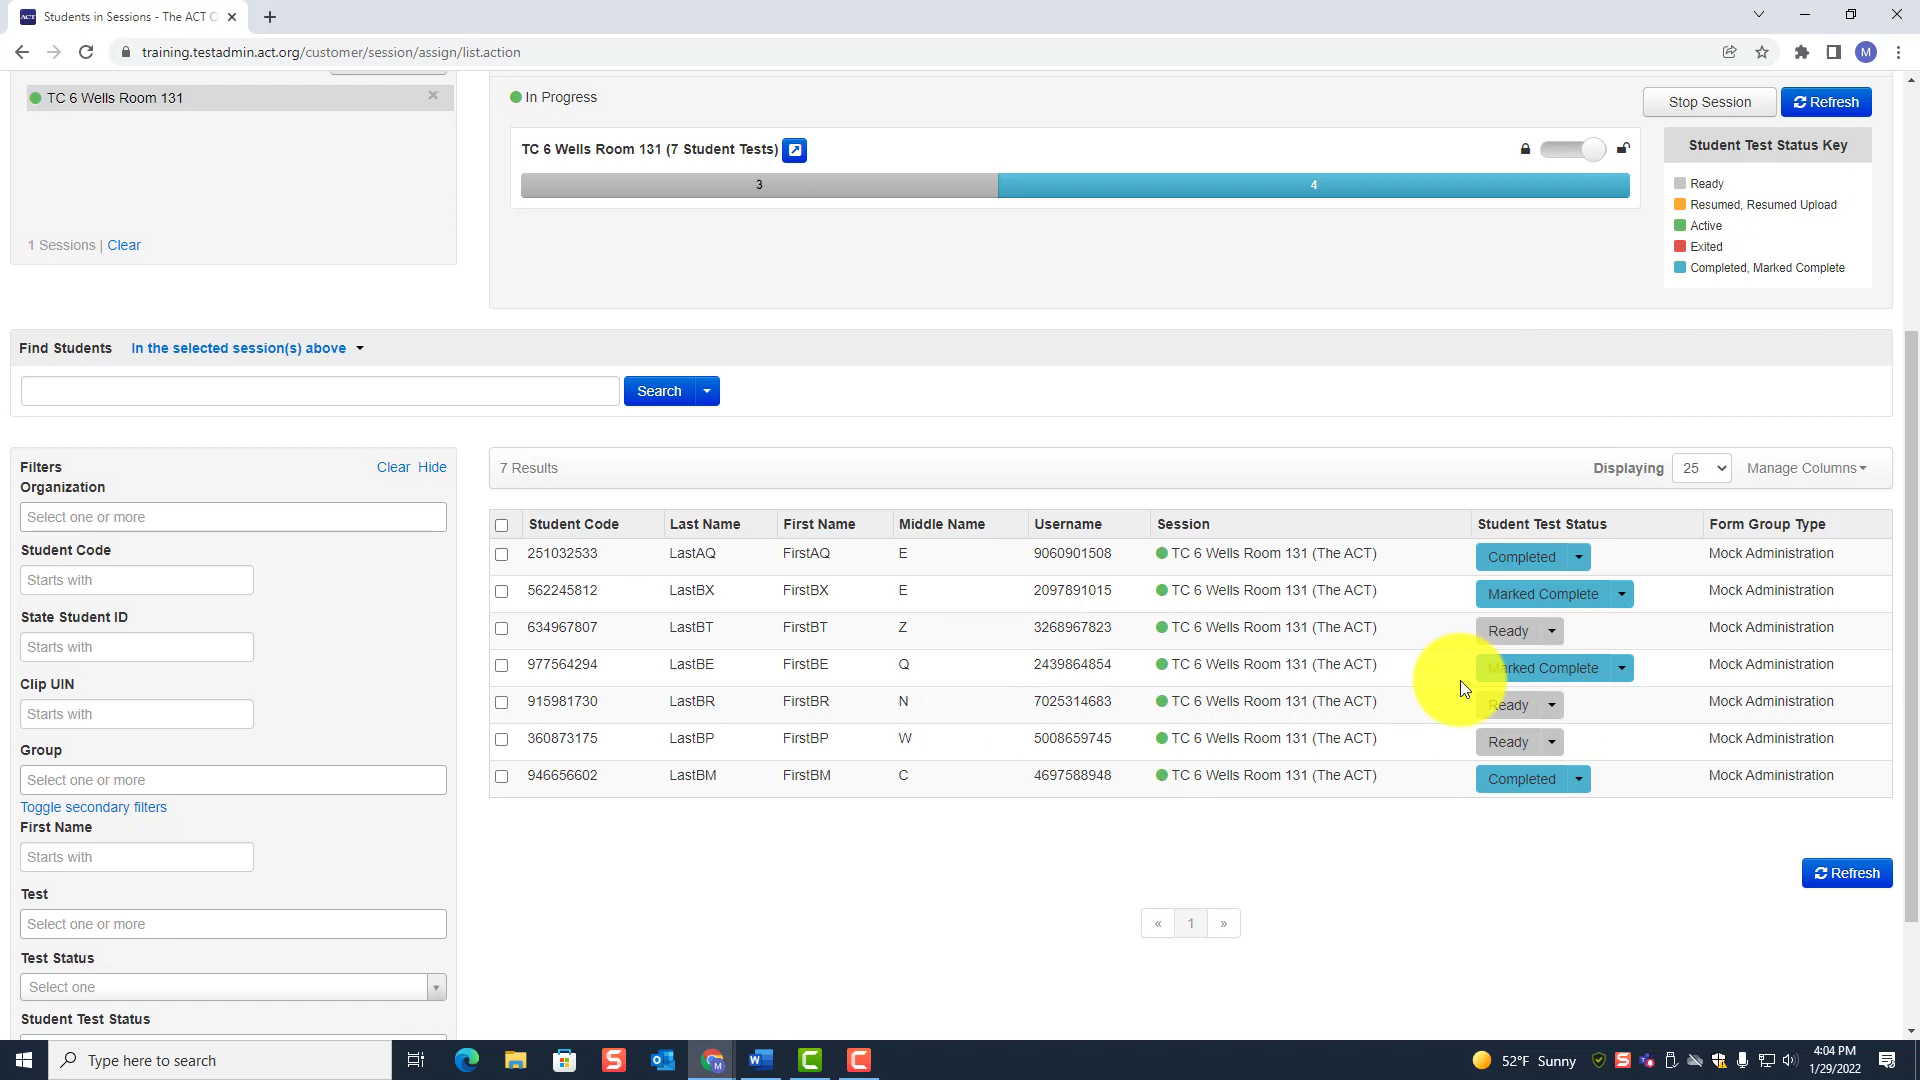 Students in Sessions - The ACT O
training.testadmin.act.org/customer/session/assign/list.action
M
TC 6 Wells Room 131
1 Sessions | Clear
In Progress
Stop Session
Refresh
TC 6 Wells Room 131 (7 Student Tests)
3
4
Student Test Status Key
Ready
Resumed, Resumed Upload
Active
Exited
Completed, Marked Complete
Find Students In the selected session(s) above
Search
Filters Clear Hide
Organization
Select one or more
Student Code
Starts with
State Student ID
Starts with
Clip UIN
Starts with
Group
Select one or more
Toggle secondary filters
First Name
Starts with
Test
Select one or more
Test Status
Select one
Student Test Status
7 Results Displaying 25 Manage Columns
Student Code Last Name First Name Middle Name Username Session Student Test Status Form Group Type
251032533 LastAQ FirstAQ E 9060901508 TC 6 Wells Room 131 (The ACT) Completed Mock Administration
562245812 LastBX FirstBX E 2097891015 TC 6 Wells Room 131 (The ACT) Marked Complete Mock Administration
634967807 LastBT FirstBT Z 3268967823 TC 6 Wells Room 131 (The ACT) Ready Mock Administration
977564294 LastBE FirstBE Q 2439864854 TC 6 Wells Room 131 (The ACT) Marked Complete Mock Administration
915981730 LastBR FirstBR N 7025314683 TC 6 Wells Room 131 (The ACT) Ready Mock Administration
360873175 LastBP FirstBP W 5008659745 TC 6 Wells Room 131 (The ACT) Ready Mock Administration
946656602 LastBM FirstBM C 4697588948 TC 6 Wells Room 131 (The ACT) Completed Mock Administration
Refresh
« 1 »
Type here to search
52°F Sunny
4:04 PM
1/29/2022